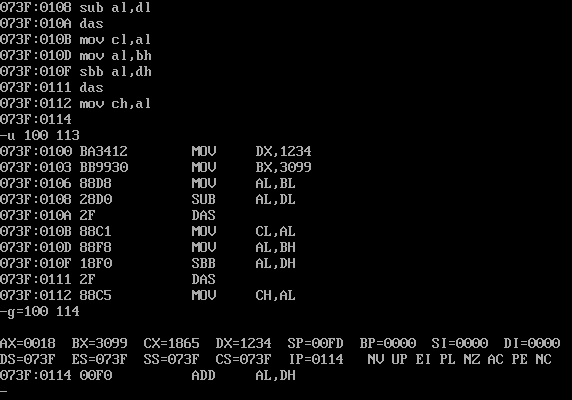 073F:0108 sub al,dl
073F:010A das
073F:010B mov cl,al
073F:010D mov al,bh
073F:010F sbb al,dh
073F:0111 das
073F:0112 mov ch,al
073F:0114
-u 100 113
073F:0100 BA3412 MOV DX,1234
073F:0103 BB9930 MOV BX,3099
073F:0106 88D8 MOV AL,BL
073F:0108 28D0 SUB AL,DL
073F:010A 2F DAS
073F:010B 88C1 MOV CL,AL
073F:010D 88F8 MOV AL,BH
073F:010F 18F0 SBB AL,DH
073F:0111 2F DAS
073F:0112 88C5 MOV CH,AL
-g=100 114
AX=0018 BX=3099 CX=1865 DX=1234 SP=00FD BP=0000 SI=0000 DI=0000
DS=073F ES=073F SS=073F CS=073F IP=0114 NV UP EI PL NZ AC PE NC
073F:0114 00F0 ADD AL,DH
-